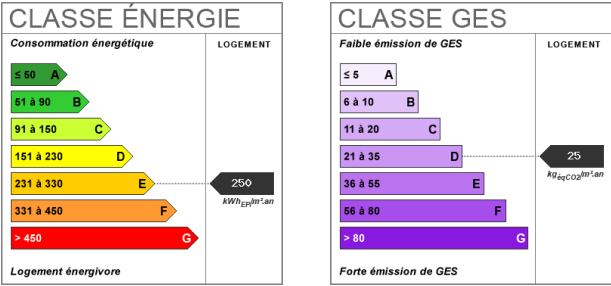 CLASSE ÉNERGIE
Consommation énergétique
LOGEMENT
≤ 50 A
51 à 90 B
91 à 150 C
151 à 230 D
231 à 330 E
250
kWhEP/m².an
331 à 450 F
> 450 G
Logement énergivore
CLASSE GES
Faible émission de GES
LOGEMENT
≤ 5 A
6 à 10 B
11 à 20 C
21 à 35 D
25
kgéqCO2/m².an
36 à 55 E
56 à 80 F
> 80 G
Forte émission de GES